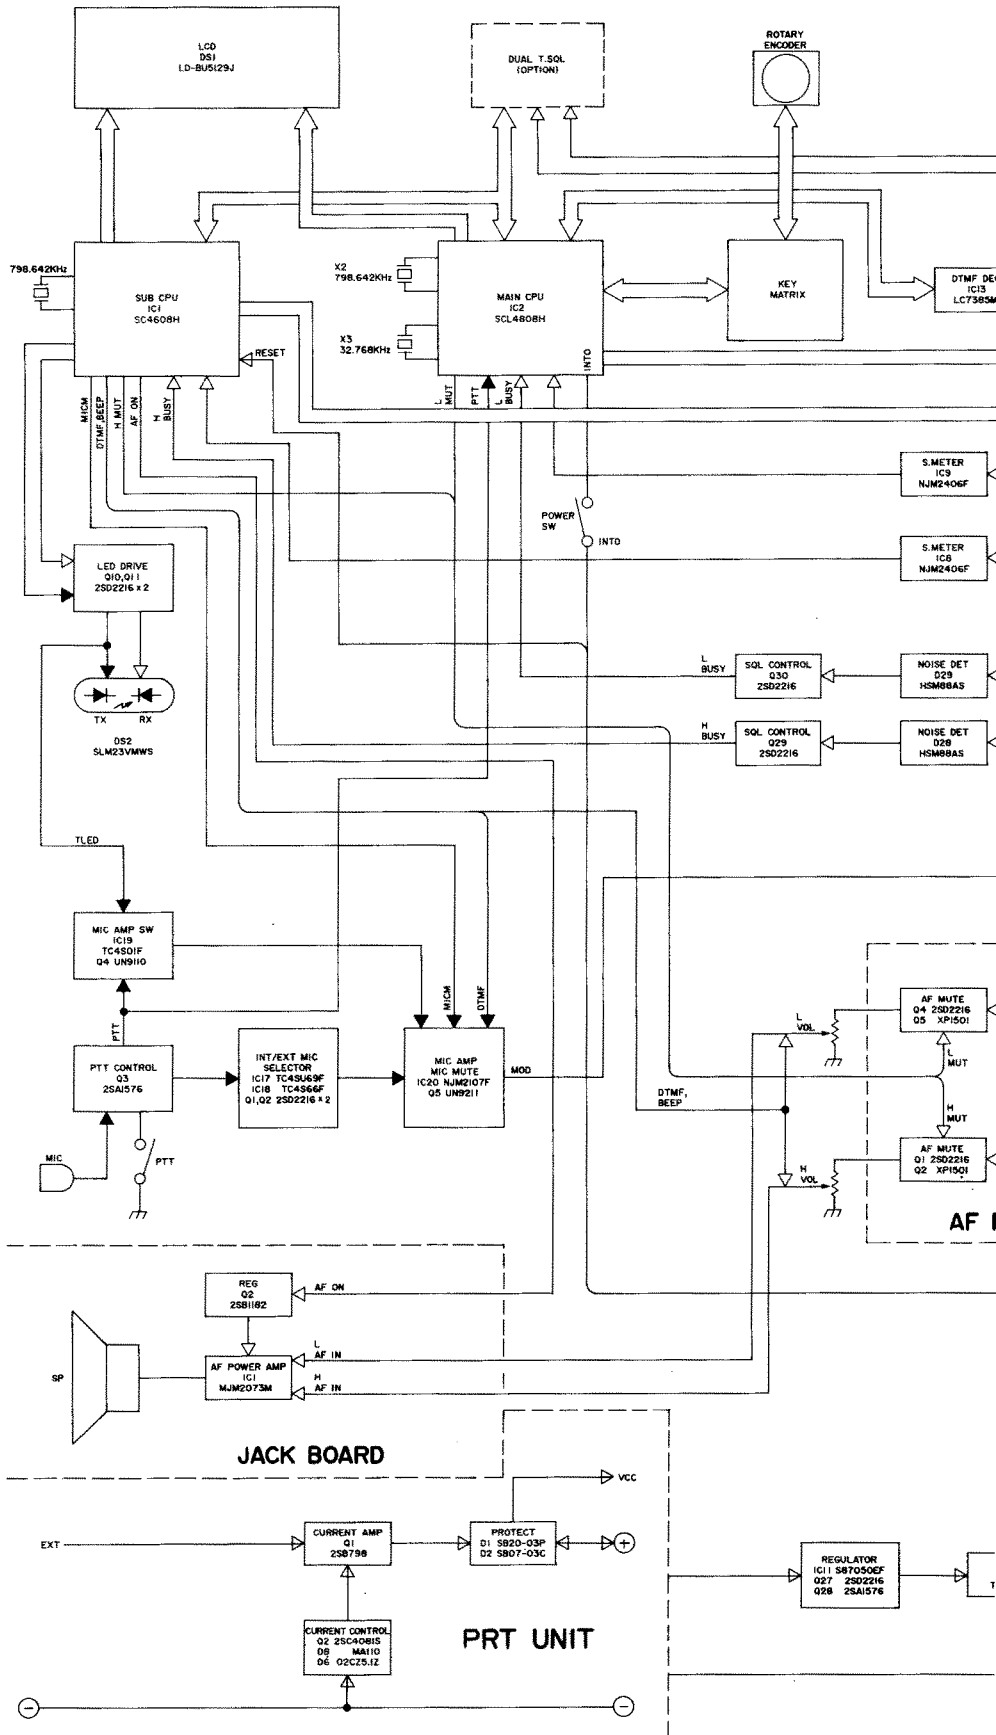 LCD
DS1
LD-BU5129J
DUAL T.SQL
(OPTION)
ROTARY
ENCODER
798.642KHz
SUB CPU
IC1
SC4608H
X2
798.642KHz
X3
32.768KHz
MAIN CPU
IC2
SCL4808H
INTO
KEY
MATRIX
DTMF DEC
IC13
LC7385M
RESET
MICM
DTMF,BEEP
H MUT
AF ON
H
BUSY
L
MUT
PTT
L
BUSY
S.METER
IC9
NJM2406F
POWER
SW
INTO
S.METER
IC8
NJM2406F
LED DRIVE
Q10,Q11
2SD2216 x 2
TX
RX
DS2
SLM23VMWS
L
BUSY
SQL CONTROL
Q30
2SD2216
NOISE DET
D29
HSM88AS
H
BUSY
SQL CONTROL
Q29
2SD2216
NOISE DET
D28
HSM88AS
TLED
MIC AMP SW
IC19
TC4S01F
Q4 UN9110
MICM
DTMF
PTT
PTT CONTROL
Q3
2SA1576
INT/EXT MIC
SELECTOR
IC17 TC4SU69F
IC18 TC4S66F
Q1,Q2 2SD2216 x 2
MIC AMP
MIC MUTE
IC20 NJM2107F
Q5 UN9211
MOD
L
VOL
AF MUTE
Q4 2SD2216
Q5 XP1501
L
MUT
DTMF,
BEEP
H
MUT
AF MUTE
Q1 2SD2216
Q2 XP1501
H
VOL
MIC
PTT
AF
REG
Q2
2SB1182
AF ON
SP
AF POWER AMP
IC1
MJM2073M
L
AF IN
H
AF IN
JACK BOARD
VCC
EXT
CURRENT AMP
Q1
2SB798
PROTECT
D1 SB20-03P
D2 SB07-03C
+
REGULATOR
IC11 S87050EF
Q27 2SD2216
Q28 2SA1576
T
CURRENT CONTROL
Q2 2SC4081S
D8 MA110
D6 02CZ5.1Z
PRT UNIT
-
-